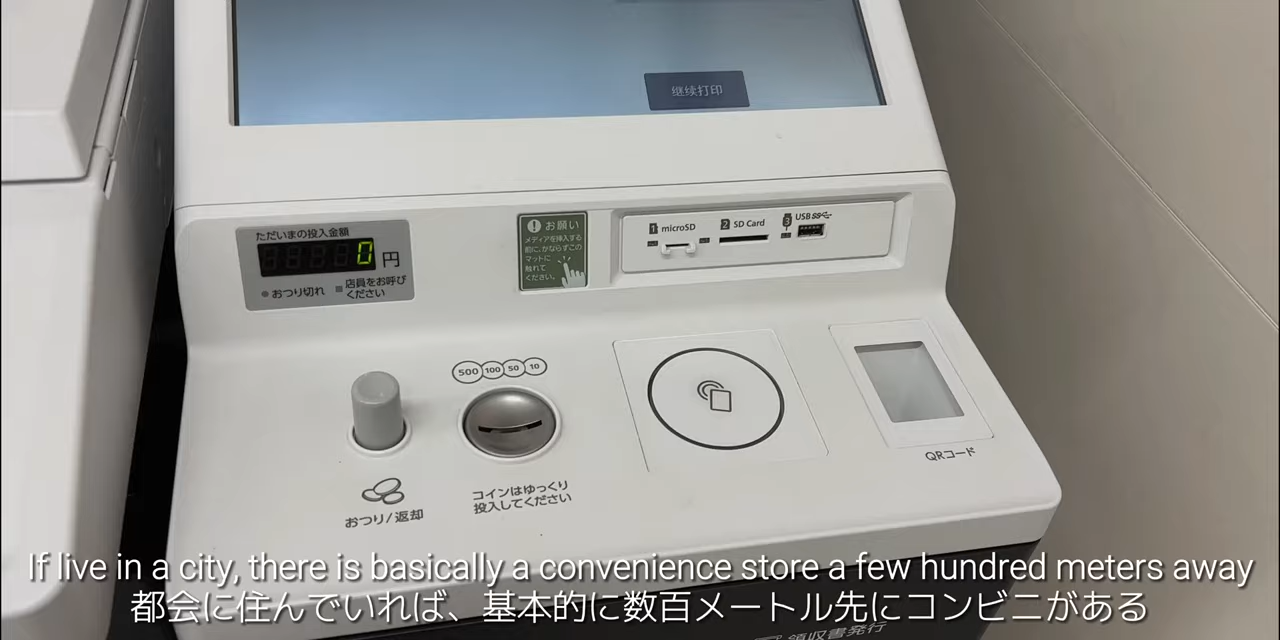 继续打印
ただいまの投入金額
0 円
おつり切れ
店員をお呼び
ください
お願い
メディアを挿入する
前に、かならずこの
マットに
触れて
ください。
1 microSD
2 SD Card
3 USB SS
500 100 50 10
おつり/返却
コインはゆっくり
投入してください
QRコード
If live in a city, there is basically a convenience store a few hundred meters away
都会に住んでいれば、基本的に数百メートル先にコンビニがある
領収書発行